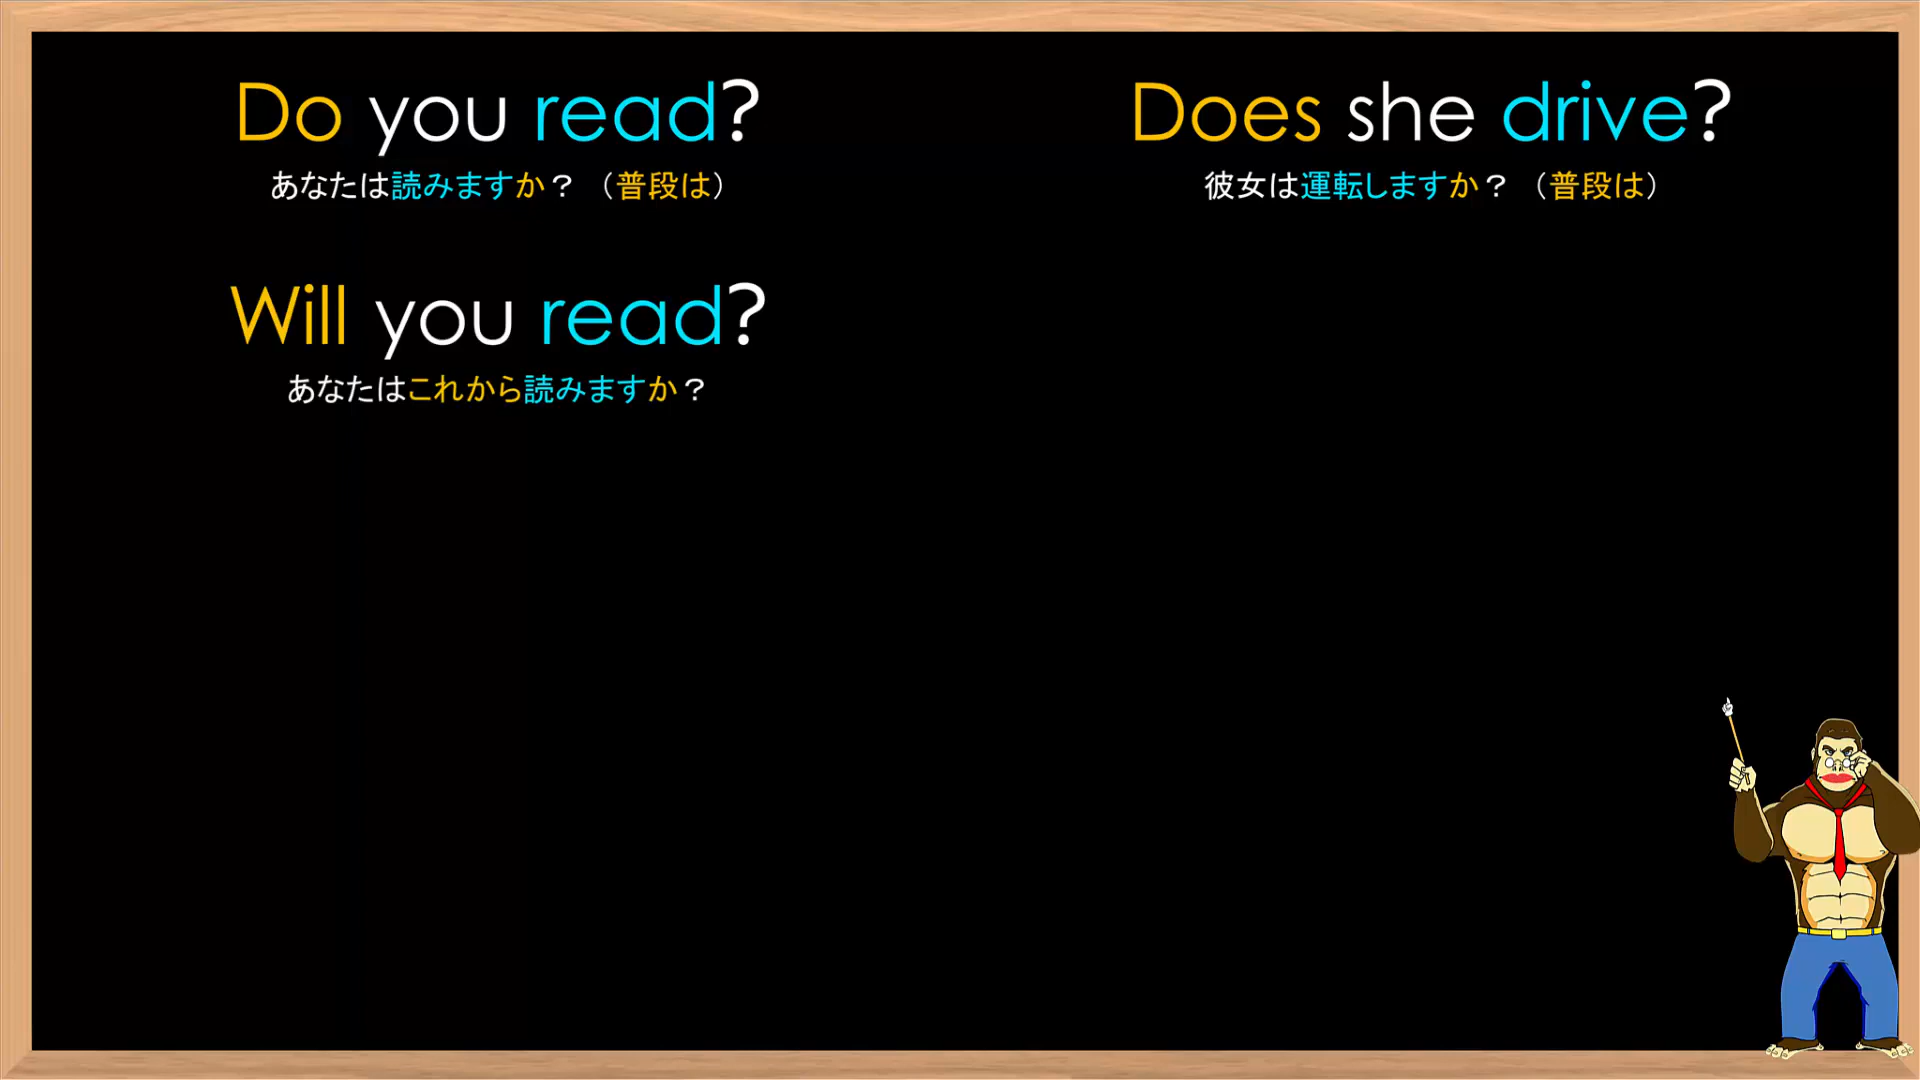 Do you read?
あなたは読みますか？（普段は）
Does she drive?
彼女は運転しますか？（普段は）
Will you read?
あなたはこれから読みますか？